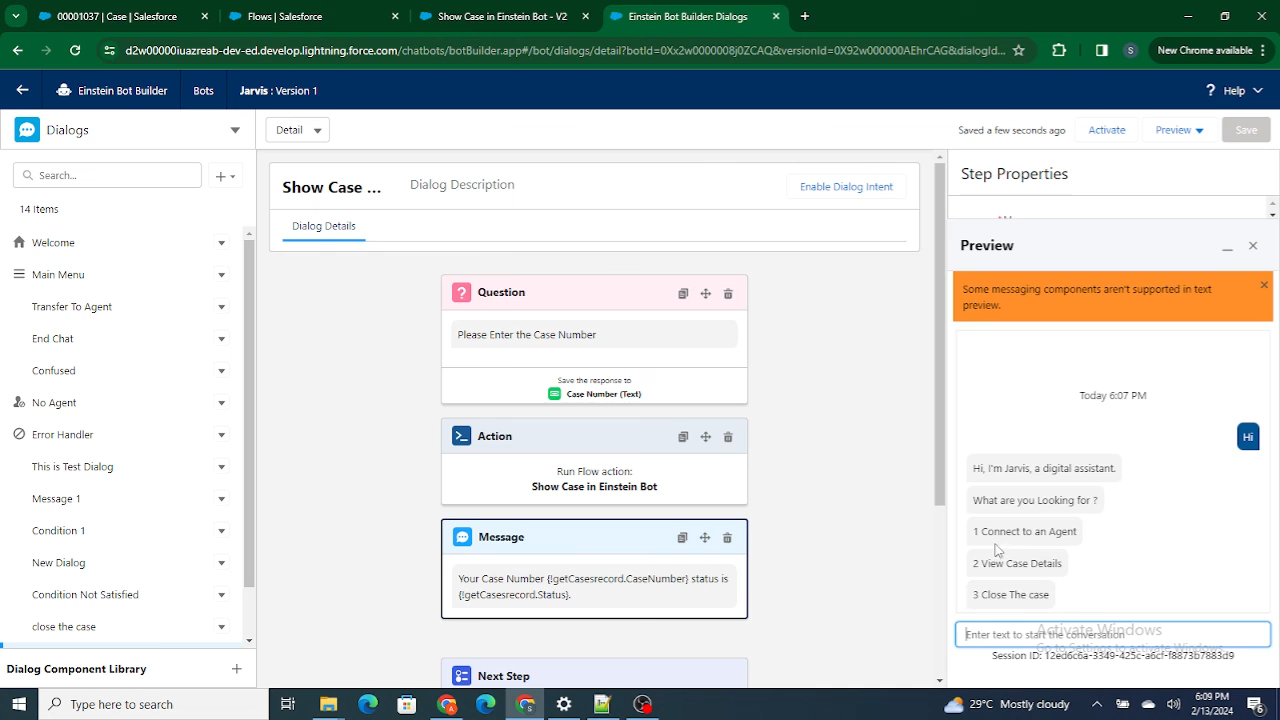 0001037 | Case | Salesforce
Flows | Salesforce
Show Case in Einstein Bot - V2
Einstein Bot Builder: Dialogs
d2w00000iuazreab-dev-ed.develop.lightning.force.com/chatbots/botBuilder.app#/bot/dialogs/detail?botId=0Xx2w0000008j0ZCAQ&versionId=0X92w000000AEhrCAG&dialogId...
S
New Chrome available
Einstein Bot Builder
Bots
Jarvis : Version 1
? Help
Dialogs
Detail
Saved a few seconds ago
Activate
Preview
Save
Search...
14 Items
Welcome
Main Menu
Transfer To Agent
End Chat
Confused
No Agent
Error Handler
This is Test Dialog
Message 1
Condition 1
New Dialog
Condition Not Satisfied
close the case
Dialog Component Library
Show Case ...
Dialog Description
Enable Dialog Intent
Dialog Details
Question
Please Enter the Case Number
Save the response to
Case Number (Text)
Action
Run Flow action:
Show Case in Einstein Bot
Message
Your Case Number {!getCasesrecord.CaseNumber} status is
{!getCasesrecord.Status}.
Next Step
Step Properties
Preview
Some messaging components aren't supported in text
preview.
Today 6:07 PM
Hi
Hi, I'm Jarvis, a digital assistant.
What are you Looking for ?
1 Connect to an Agent
2 View Case Details
3 Close The case
Enter text to start the conversation
Activate Windows
Go to Settings to activate Windows.
Session ID: 12ed6c6a-3349-425c-a6cf-f8873b7883d9
Type here to search
29°C Mostly cloudy
6:09 PM
2/13/2024